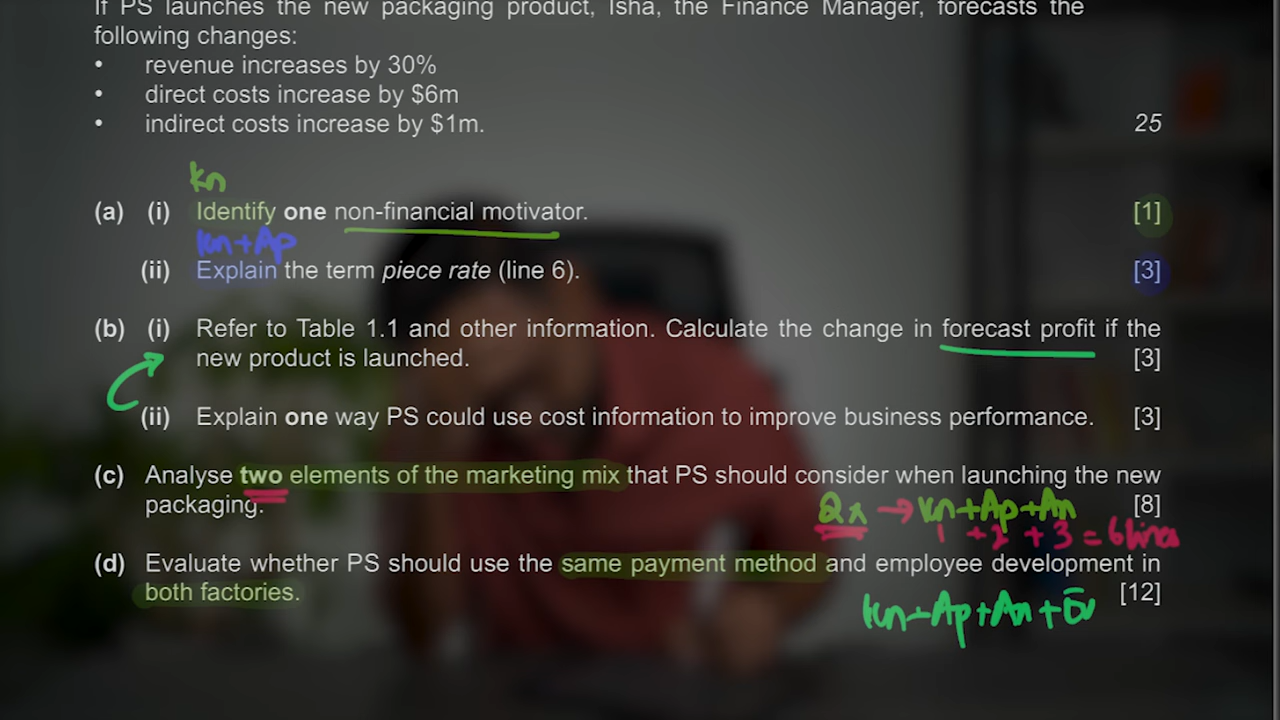 If PS launches the new packaging product, Isha, the Finance Manager, forecasts the
following changes:
• revenue increases by 30%
• direct costs increase by $6m
• indirect costs increase by $1m. 25
kn
(a) (i) Identify one non-financial motivator. [1]
kn+Ap
(ii) Explain the term piece rate (line 6). [3]
(b) (i) Refer to Table 1.1 and other information. Calculate the change in forecast profit if the
new product is launched. [3]
(ii) Explain one way PS could use cost information to improve business performance. [3]
(c) Analyse two elements of the marketing mix that PS should consider when launching the new
packaging. [8]
2x → kn+Ap+An
1 +2 +3 = 6 lines
(d) Evaluate whether PS should use the same payment method and employee development in
both factories. [12]
kn+Ap+An+Ev